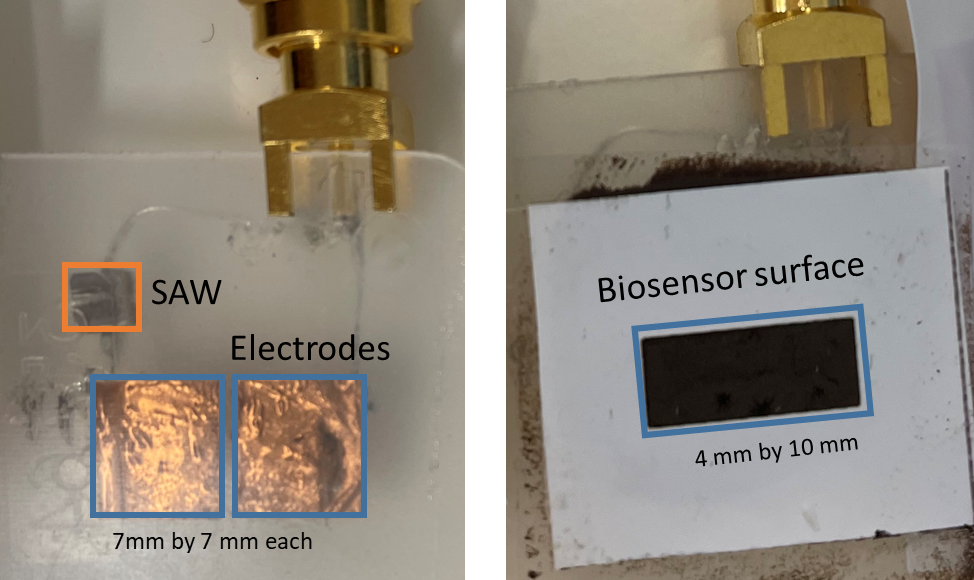 SAW
Electrodes
7mm by 7 mm each
Biosensor surface
4 mm by 10 mm